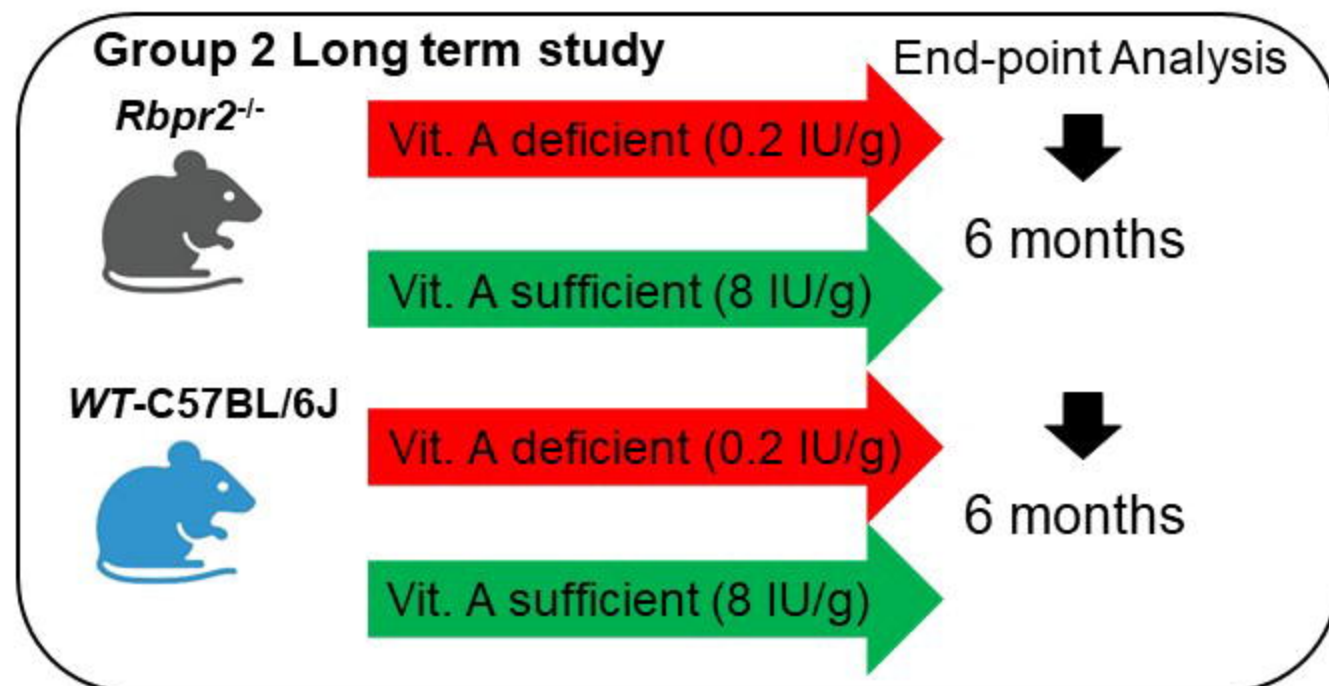 Group 2 Long term study
End-point Analysis
Rbpr2-/-
Vit. A deficient (0.2 IU/g)
6 months
Vit. A sufficient (8 IU/g)
WT-C57BL/6J
Vit. A deficient (0.2 IU/g)
6 months
Vit. A sufficient (8 IU/g)